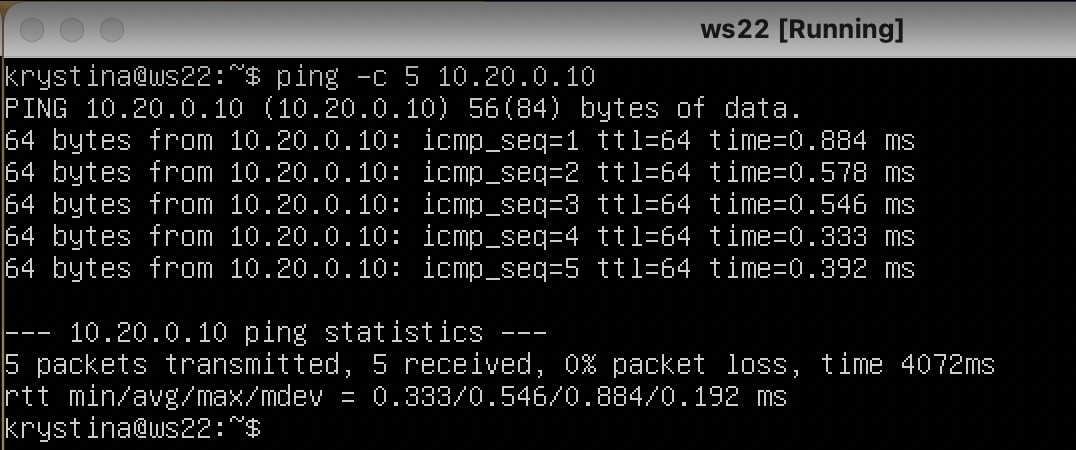 ws22 [Running]
krystina@ws22:~$ ping -c 5 10.20.0.10
PING 10.20.0.10 (10.20.0.10) 56(84) bytes of data.
64 bytes from 10.20.0.10: icmp_seq=1 ttl=64 time=0.884 ms
64 bytes from 10.20.0.10: icmp_seq=2 ttl=64 time=0.578 ms
64 bytes from 10.20.0.10: icmp_seq=3 ttl=64 time=0.546 ms
64 bytes from 10.20.0.10: icmp_seq=4 ttl=64 time=0.333 ms
64 bytes from 10.20.0.10: icmp_seq=5 ttl=64 time=0.392 ms
--- 10.20.0.10 ping statistics ---
5 packets transmitted, 5 received, 0% packet loss, time 4072ms
rtt min/avg/max/mdev = 0.333/0.546/0.884/0.192 ms
krystina@ws22:~$